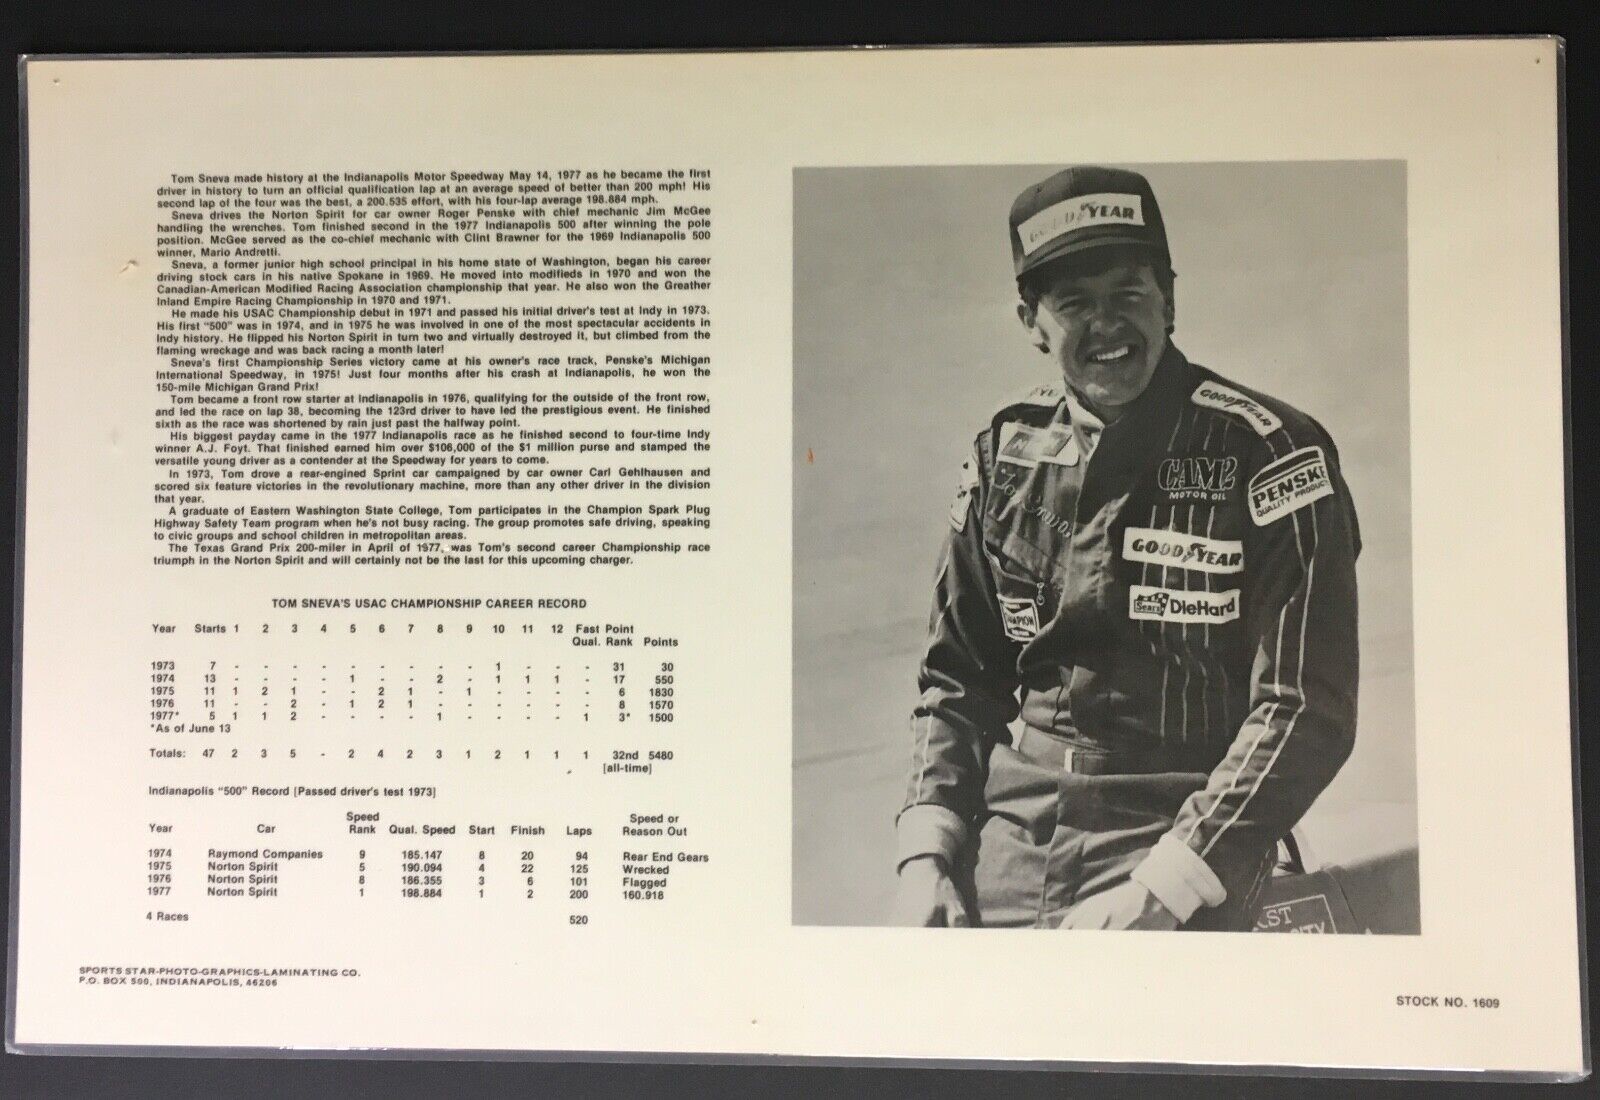 Tom Sneva made history at the Indianapolis Motor Speedway May 14, 1977 as he became the first
driver in history to turn an official qualification lap at an average speed of better than 200 mph! His
second lap of the four was the best, a 200.535 effort, with his four-lap average 198.884 mph.
Sneva drives the Norton Spirit for car owner Roger Penske with chief mechanic Jim McGee
handling the wrenches. Tom finished second in the 1977 Indianapolis 500 after winning the pole
position. McGee served as the co-chief mechanic with Clint Brawner for the 1969 Indianapolis 500
winner, Mario Andretti.
Sneva, a former junior high school principal in his home state of Washington, began his career
driving stock cars in his native Spokane in 1969. He moved into modifieds in 1970 and won the
Canadian-American Modified Racing Association championship that year. He also won the Greather
Inland Empire Racing Championship in 1970 and 1971.
He made his USAC Championship debut in 1971 and passed his initial driver's test at Indy in 1973.
His first "500" was in 1974, and in 1975 he was involved in one of the most spectacular accidents in
Indy history. He flipped his Norton Spirit in turn two and virtually destroyed it, but climbed from the
flaming wreckage and was back racing a month later!
Sneva's first Championship Series victory came at his owner's race track, Penske's Michigan
International Speedway, in 1975! Just four months after his crash at Indianapolis, he won the
150-mile Michigan Grand Prix!
Tom became a front row starter at Indianapolis in 1976, qualifying for the outside of the front row,
and led the race on lap 38, becoming the 123rd driver to have led the prestigious event. He finished
sixth as the race was shortened by rain just past the halfway point.
His biggest payday came in the 1977 Indianapolis race as he finished second to four-time Indy
winner A.J. Foyt. That finished earned him over $106,000 of the $1 million purse and stamped the
versatile young driver as a contender at the Speedway for years to come.
In 1973, Tom drove a rear-engined Sprint car campaigned by car owner Carl Gehlhausen and
scored six feature victories in the revolutionary machine, more than any other driver in the division
that year.
A graduate of Eastern Washington State College, Tom participates in the Champion Spark Plug
Highway Safety Team program when he's not busy racing. The group promotes safe driving, speaking
to civic groups and school children in metropolitan areas.
The Texas Grand Prix 200-miler in April of 1977, was Tom's second career Championship race
triumph in the Norton Spirit and will certainly not be the last for this upcoming charger.
TOM SNEVA'S USAC CHAMPIONSHIP CAREER RECORD
Year Starts 1 2 3 4 5 6 7 8 9 10 11 12 Fast Point
Qual. Rank Points
1973 7 - - - - - - - - - 1 - - - 31 30
1974 13 - - - - 1 - - 2 - 1 1 1 - 17 550
1975 11 1 2 1 - - 2 1 - 1 - - - - 6 1830
1976 11 - - 2 - 1 2 1 - - - - - - 8 1570
1977* 5 1 1 2 - - - - 1 - - - - 1 3* 1500
*As of June 13
Totals: 47 2 3 5 - 2 4 2 3 1 2 1 1 1 32nd 5480
[all-time]
Indianapolis "500" Record [Passed driver's test 1973]
Speed Speed or
Year Car Rank Qual. Speed Start Finish Laps Reason Out
1974 Raymond Companies 9 185.147 8 20 94 Rear End Gears
1975 Norton Spirit 5 190.094 4 22 125 Wrecked
1976 Norton Spirit 8 186.355 3 6 101 Flagged
1977 Norton Spirit 1 198.884 1 2 200 160.918
4 Races 520
SPORTS STAR-PHOTO-GRAPHICS-LAMINATING CO.
P.O. BOX 500, INDIANAPOLIS, 46206
GOODYEAR
GOODYEAR
CAM2
MOTOR OIL
PENSKE
QUALITY PRODUCTS
Tom Sneva
GOODYEAR
Sears DieHard
CHAMPION
STOCK NO. 1609